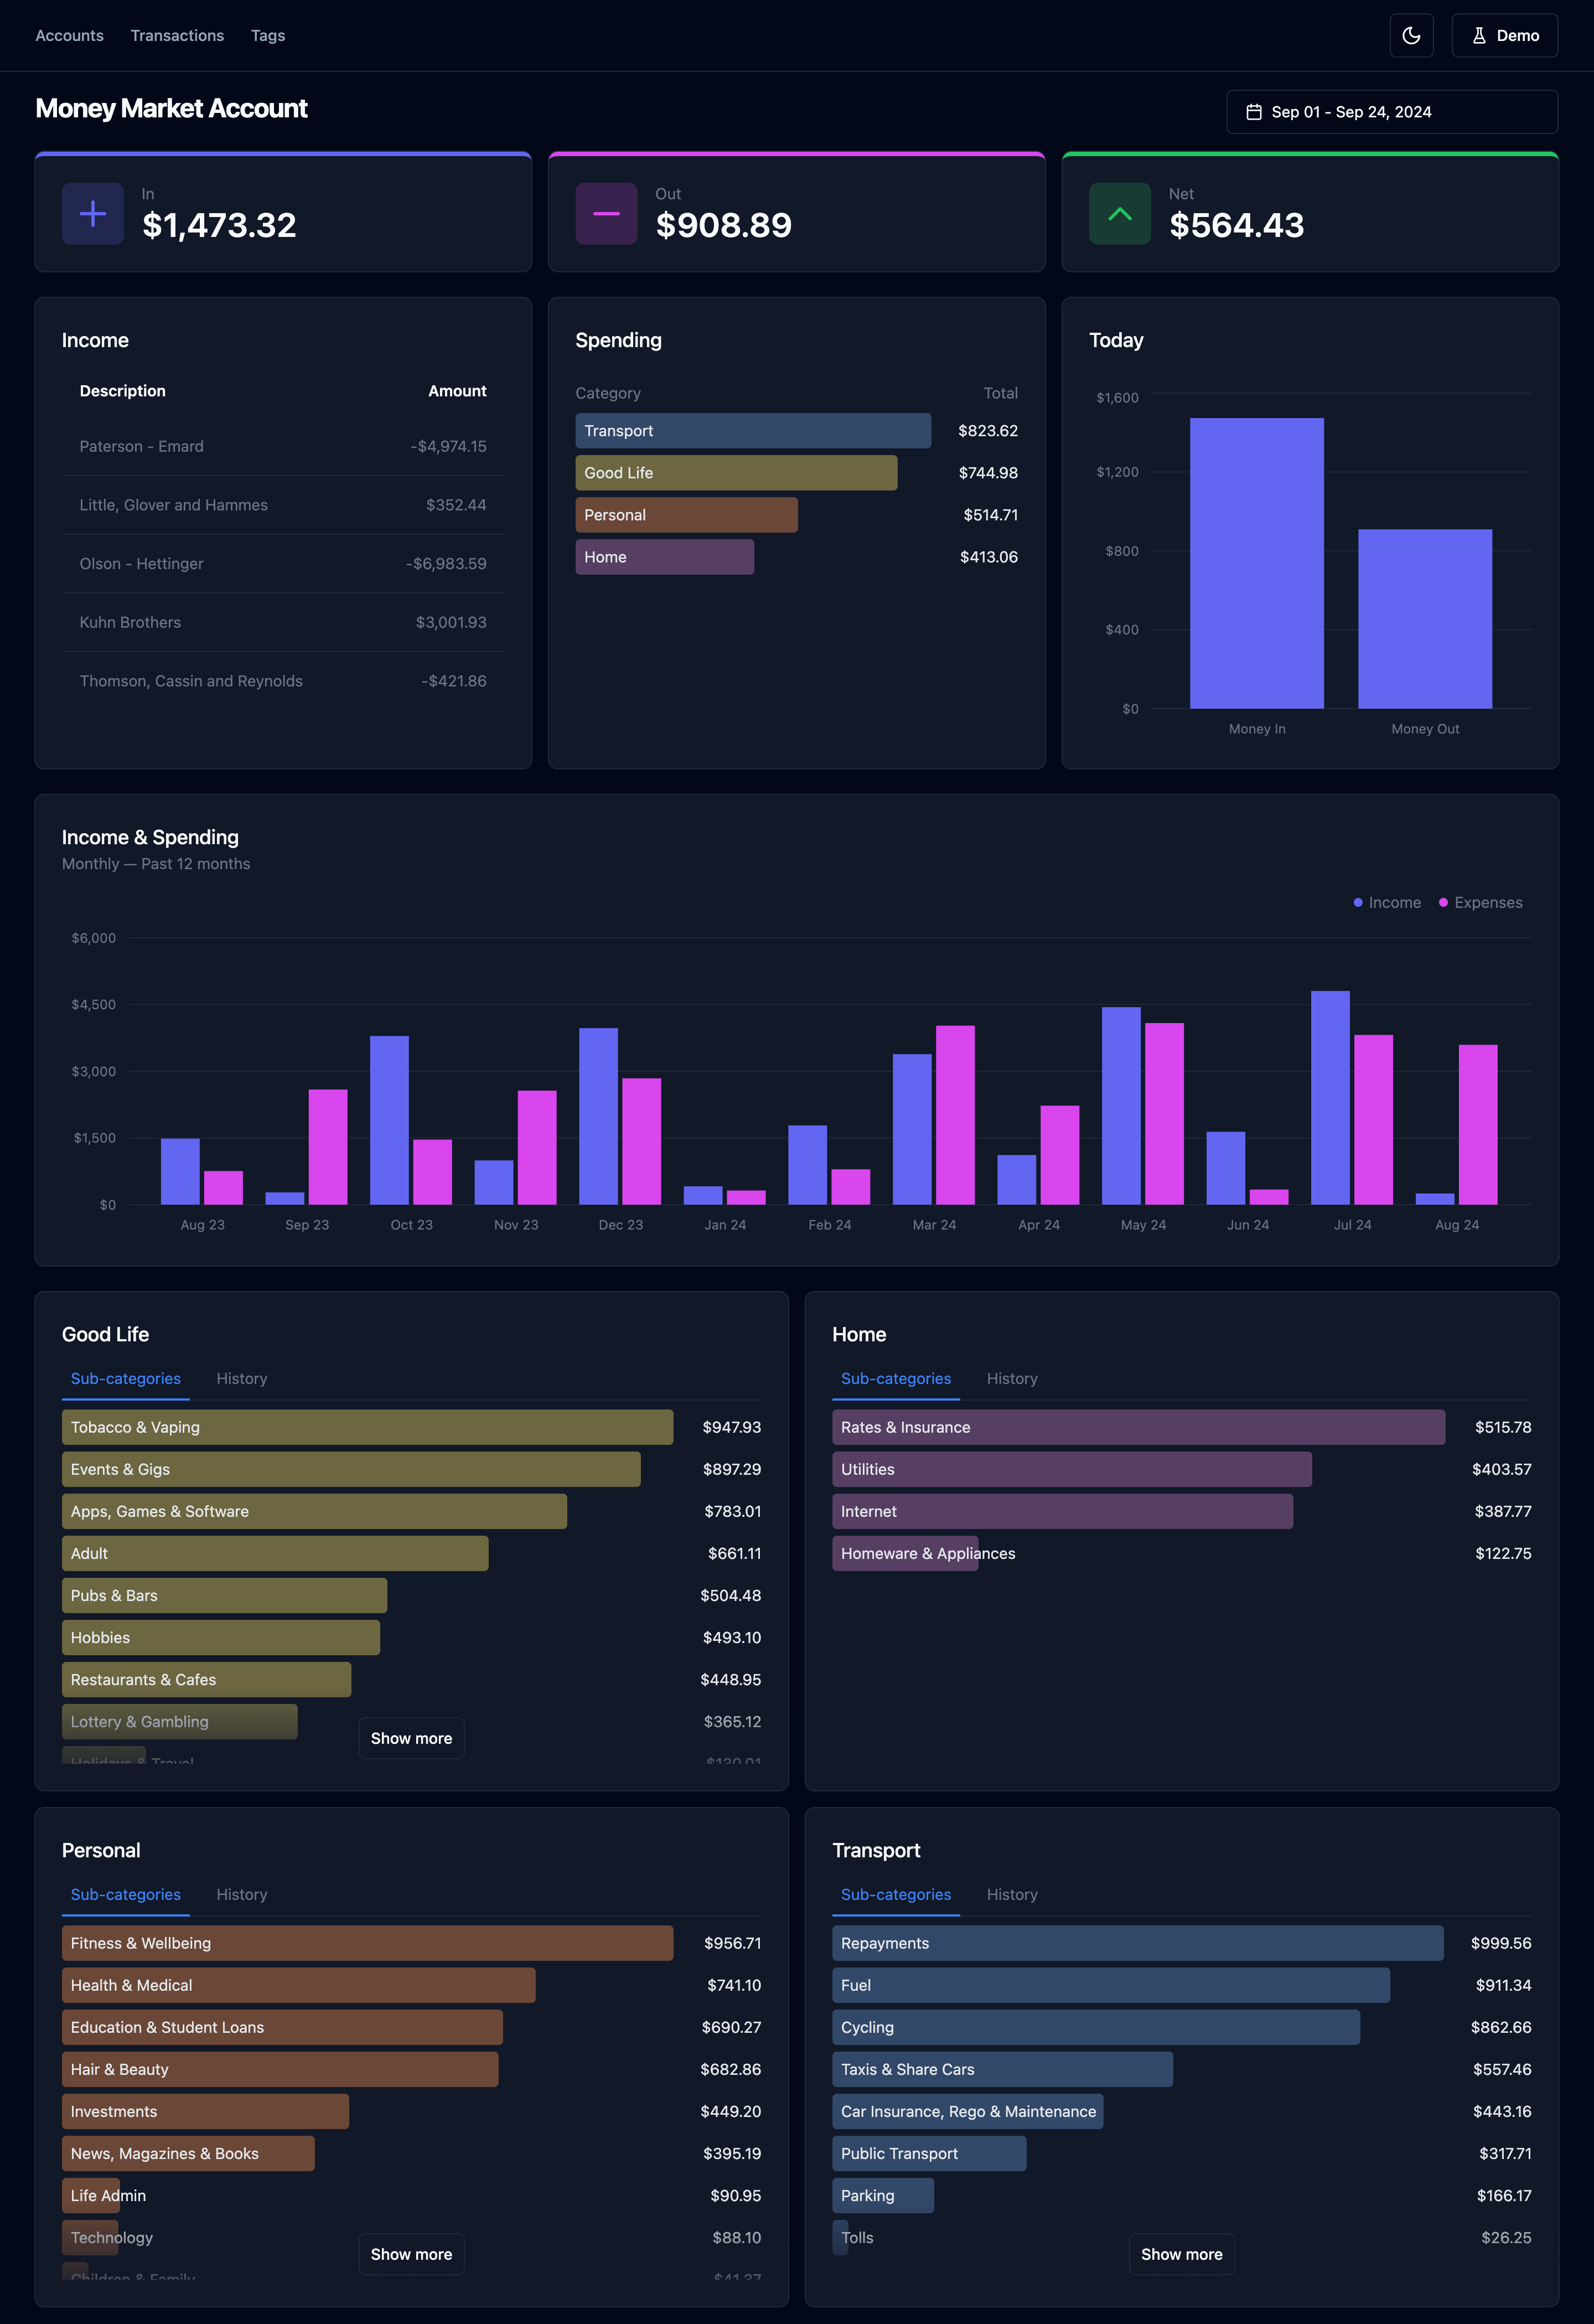 Accounts Transactions Tags Demo
Money Market Account
Sep 01 - Sep 24, 2024
In
$1,473.32
Out
$908.89
Net
$564.43
Income
Description Amount
Paterson - Emard -$4,974.15
Little, Glover and Hammes $352.44
Olson - Hettinger -$6,983.59
Kuhn Brothers $3,001.93
Thomson, Cassin and Reynolds -$421.86
Spending
Category Total
Transport $823.62
Good Life $744.98
Personal $514.71
Home $413.06
Today
$1,600
$1,200
$800
$400
$0
Money In Money Out
Income & Spending
Monthly — Past 12 months
Income Expenses
$6,000
$4,500
$3,000
$1,500
$0
Aug 23 Sep 23 Oct 23 Nov 23 Dec 23 Jan 24 Feb 24 Mar 24 Apr 24 May 24 Jun 24 Jul 24 Aug 24
Good Life
Sub-categories History
Tobacco & Vaping $947.93
Events & Gigs $897.29
Apps, Games & Software $783.01
Adult $661.11
Pubs & Bars $504.48
Hobbies $493.10
Restaurants & Cafes $448.95
Lottery & Gambling $365.12
Holidays & Travel $130.01
Show more
Home
Sub-categories History
Rates & Insurance $515.78
Utilities $403.57
Internet $387.77
Homeware & Appliances $122.75
Personal
Sub-categories History
Fitness & Wellbeing $956.71
Health & Medical $741.10
Education & Student Loans $690.27
Hair & Beauty $682.86
Investments $449.20
News, Magazines & Books $395.19
Life Admin $90.95
Technology $88.10
Children & Family $41.37
Show more
Transport
Sub-categories History
Repayments $999.56
Fuel $911.34
Cycling $862.66
Taxis & Share Cars $557.46
Car Insurance, Rego & Maintenance $443.16
Public Transport $317.71
Parking $166.17
Tolls $26.25
Show more